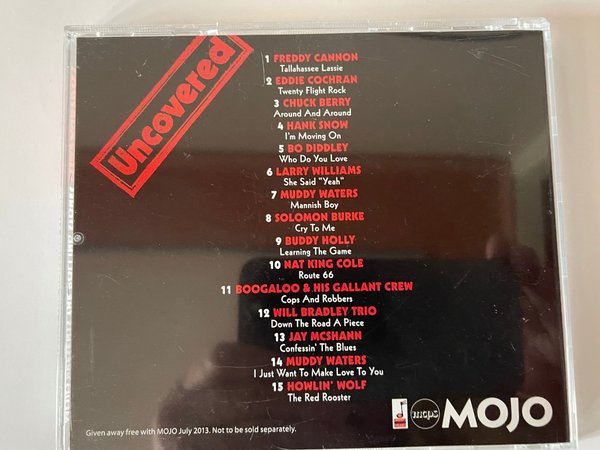 Uncovered
1 FREDDY CANNON
Tallahassee Lassie
2 EDDIE COCHRAN
Twenty Flight Rock
3 CHUCK BERRY
Around And Around
4 HANK SNOW
I'm Moving On
5 BO DIDDLEY
Who Do You Love
6 LARRY WILLIAMS
She Said "Yeah"
7 MUDDY WATERS
Mannish Boy
8 SOLOMON BURKE
Cry To Me
9 BUDDY HOLLY
Learning The Game
10 NAT KING COLE
Route 66
11 BOOGALOO & HIS GALLANT CREW
Cops And Robbers
12 WILL BRADLEY TRIO
Down The Road A Piece
13 JAY MCSHANN
Confessin' The Blues
14 MUDDY WATERS
I Just Want To Make Love To You
15 HOWLIN' WOLF
The Red Rooster
mcps
MOJO
Given away free with MOJO July 2013. Not to be sold separately.